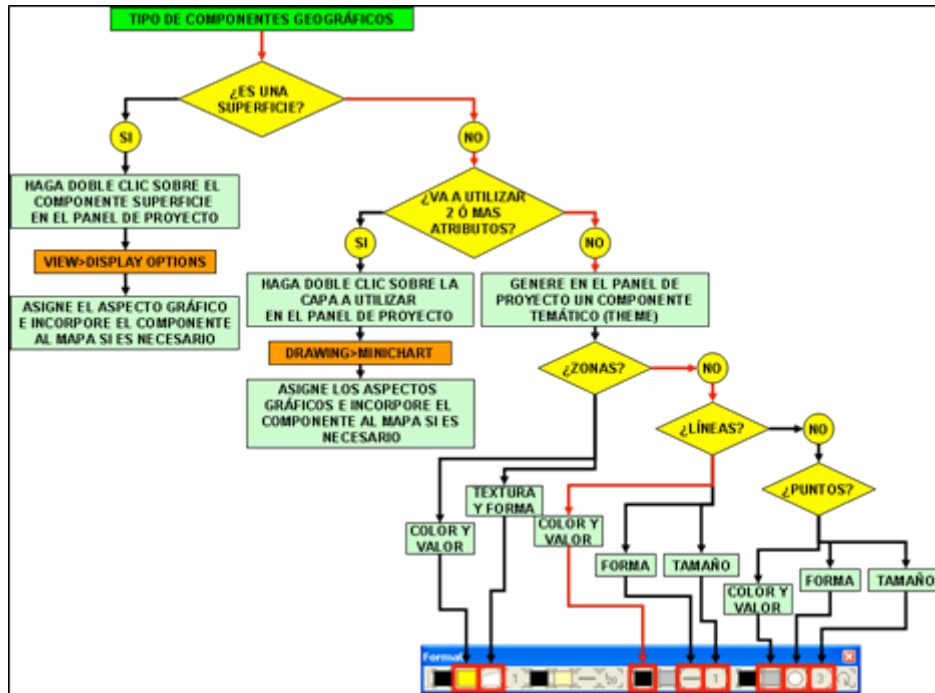 TIPO DE COMPONENTES GEOGRÁFICOS
¿ES UNA
SUPERFICIE?
SI
NO
HAGA DOBLE CLIC SOBRE EL
COMPONENTE SUPERFICIE
EN EL PANEL DE PROYECTO
¿VA A UTILIZAR
2 Ó MAS
ATRIBUTOS?
SI
NO
VIEW>DISPLAY OPTIONS
HAGA DOBLE CLIC SOBRE LA
CAPA A UTILIZAR
EN EL PANEL DE PROYECTO
GENERE EN EL PANEL DE
PROYECTO UN COMPONENTE
TEMÁTICO (THEME)
ASIGNE EL ASPECTO GRÁFICO
E INCORPORE EL COMPONENTE
AL MAPA SI ES NECESARIO
DRAWING>MINICHART
¿ZONAS?
NO
ASIGNE LOS ASPECTOS
GRÁFICOS E INCORPORE EL
COMPONENTE AL MAPA SI ES
NECESARIO
¿LÍNEAS?
NO
¿PUNTOS?
TEXTURA
Y FORMA
COLOR Y
VALOR
COLOR Y
VALOR
FORMA
TAMAÑO
COLOR Y
VALOR
FORMA
TAMAÑO
Format
1
1
3